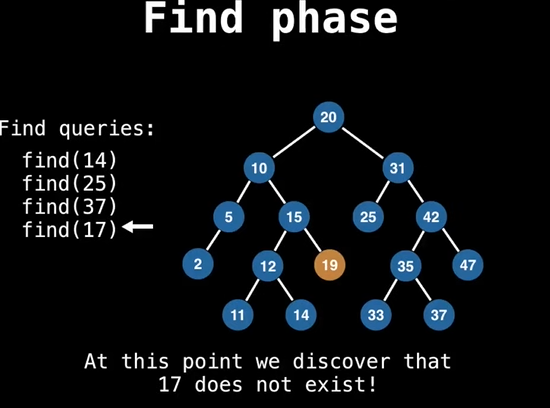 Find phase
Find queries:
find(14)
find(25)
find(37)
find(17)
20
10 31
5 15 25 42
2 12 19 35 47
11 14 33 37
At this point we discover that
17 does not exist!